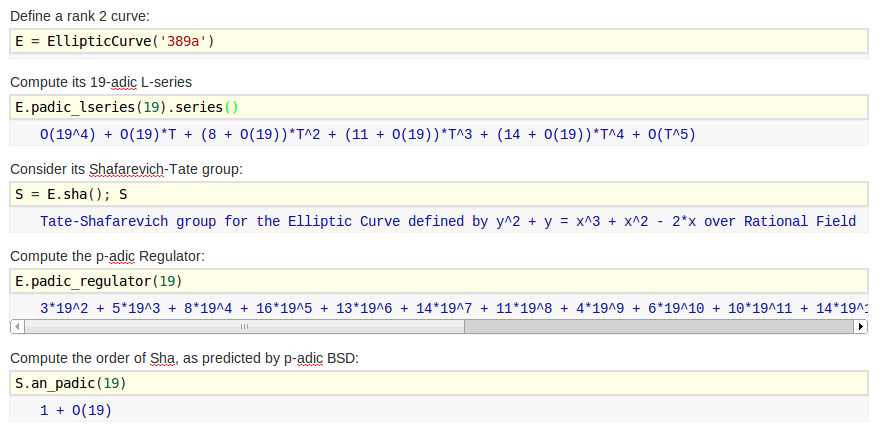 Define a rank 2 curve:
E = EllipticCurve('389a')
Compute its 19-adic L-series
E.padic_lseries(19).series()
O(19^4) + O(19)*T + (8 + O(19))*T^2 + (11 + O(19))*T^3 + (14 + O(19))*T^4 + O(T^5)
Consider its Shafarevich-Tate group:
S = E.sha(); S
Tate-Shafarevich group for the Elliptic Curve defined by y^2 + y = x^3 + x^2 - 2*x over Rational Field
Compute the p-adic Regulator:
E.padic_regulator(19)
3*19^2 + 5*19^3 + 8*19^4 + 16*19^5 + 13*19^6 + 14*19^7 + 11*19^8 + 4*19^9 + 6*19^10 + 10*19^11 + 14*19^1
Compute the order of Sha, as predicted by p-adic BSD:
S.an_padic(19)
1 + O(19)